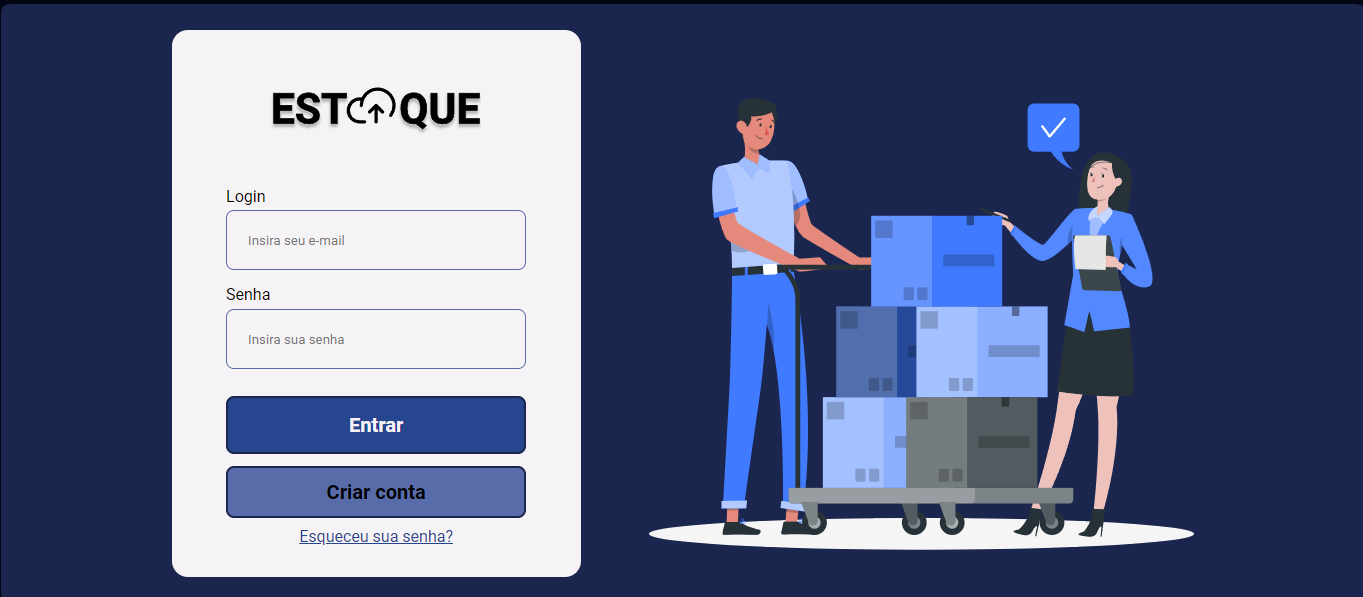 ESTOQUE
Login
Insira seu e-mail
Senha
Insira sua senha
Entrar
Criar conta
Esqueceu sua senha?